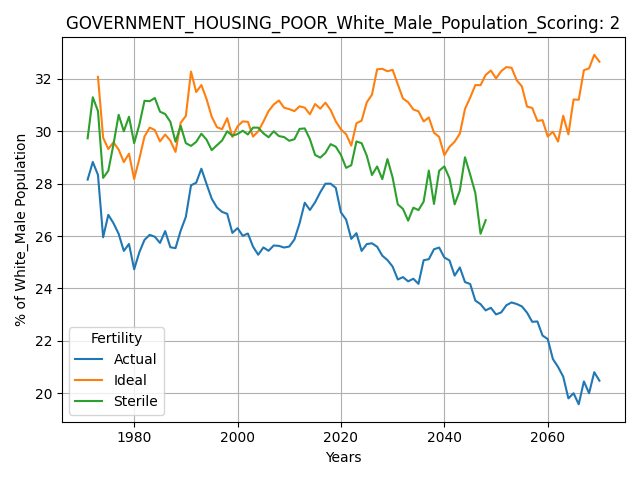 GOVERNMENT_HOUSING_POOR_White_Male_Population_Scoring: 2
% of White_Male Population
32
30
28
26
24
22
20
Fertility
Actual
Ideal
Sterile
1980 2000 2020 2040 2060
Years